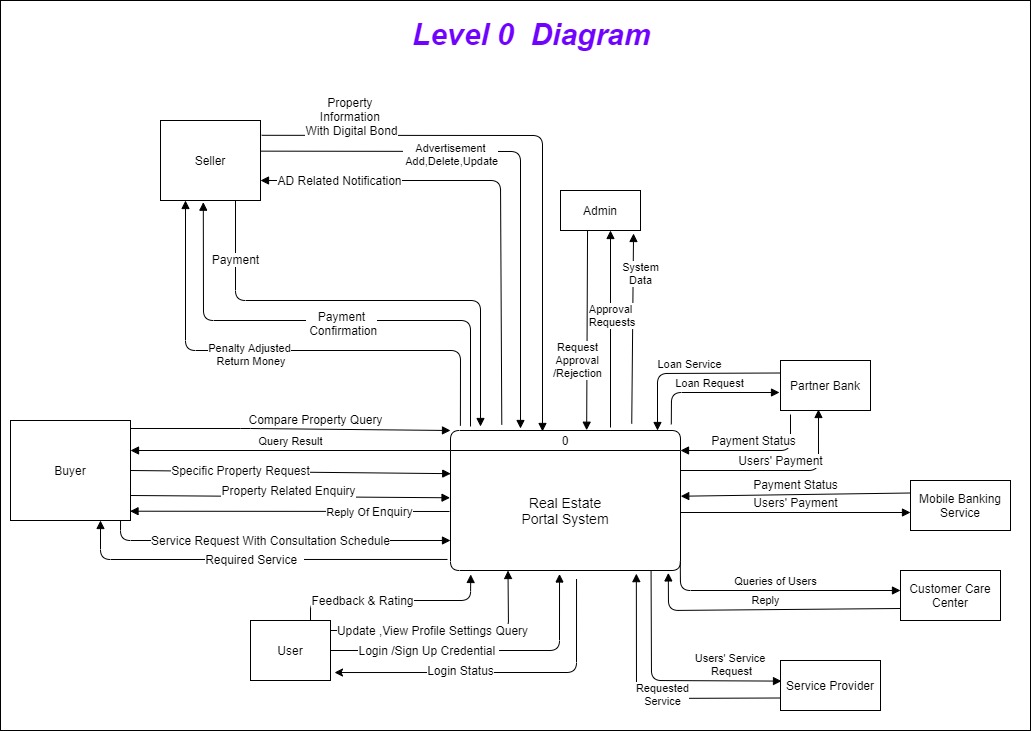 Level 0  Diagram
Property
Information
With Digital Bond
Advertisement
Add,Delete,Update
Seller
AD Related Notification
Admin
Payment
System
Data
Payment
Confirmation
Approval
Requests
Penalty Adjusted
Return Money
Request
Approval
/Rejection
Loan Service
Loan Request
Partner Bank
Compare Property Query
Query Result
0
Payment Status
Users' Payment
Buyer
Specific Property Request
Property Related Enquiry
Reply Of Enquiry
Real Estate
Portal System
Payment Status
Users' Payment
Mobile Banking
Service
Service Request With Consultation Schedule
Required Service
Queries of Users
Reply
Customer Care
Center
Feedback & Rating
Update ,View Profile Settings Query
User
Login /Sign Up Credential
Login Status
Users' Service
Request
Requested
Service
Service Provider